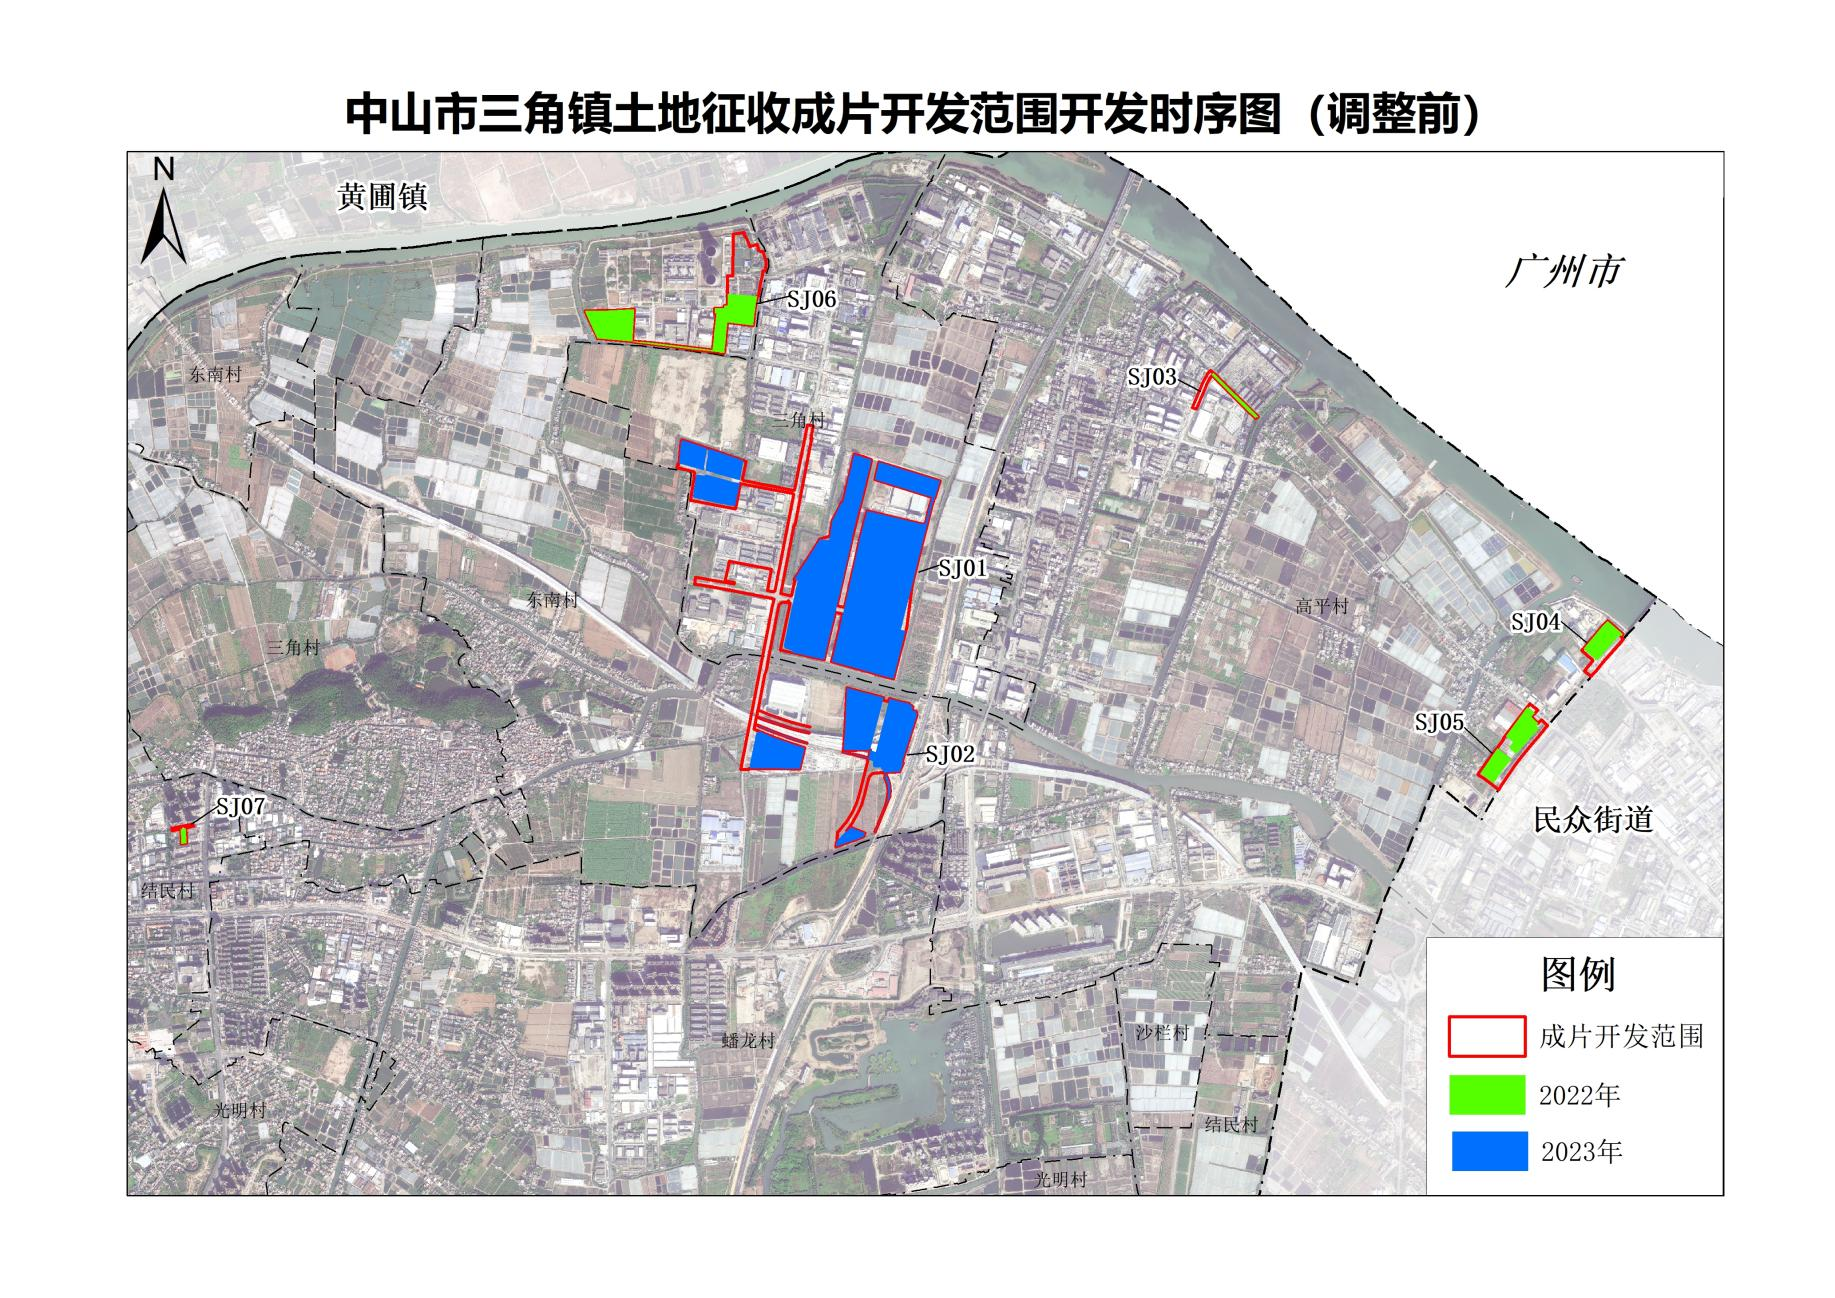 中山市三角镇土地征收成片开发范围开发时序图（调整前）
N
黄圃镇
广州市
SJ06
东南村
SJ03
三角村
SJ01
东南村
高平村
SJ04
三角村
SJ05
SJ02
SJ07
民众街道
结民村
图例
成片开发范围
2022年
2023年
沙栏村
蟠龙村
光明村
结民村
光明村